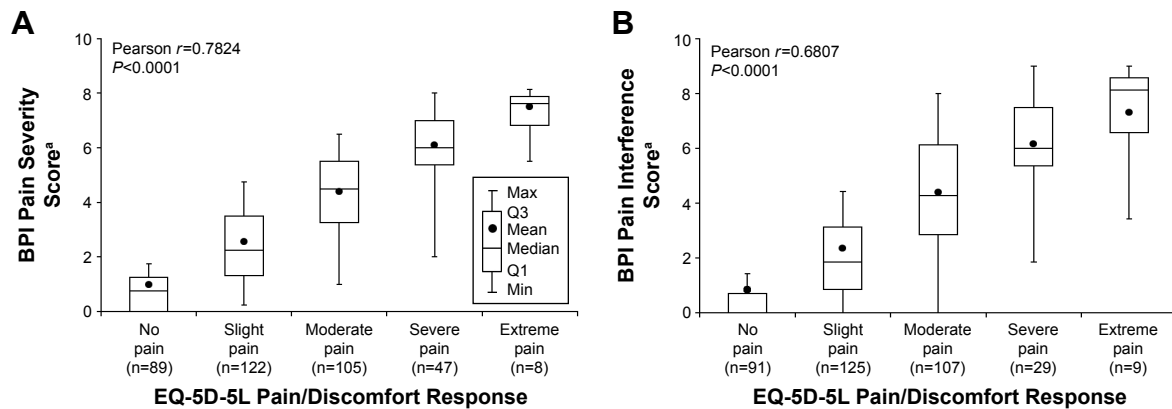 A
Pearson r=0.7824
P<0.0001
BPI Pain Severity
Scoreᵃ
10
8
6
4
2
0
Max
Q3
Mean
Median
Q1
Min
No
pain
(n=89)
Slight
pain
(n=122)
Moderate
pain
(n=105)
Severe
pain
(n=47)
Extreme
pain
(n=8)
EQ-5D-5L Pain/Discomfort Response
B
Pearson r=0.6807
P<0.0001
BPI Pain Interference
Scoreᵃ
10
8
6
4
2
0
No
pain
(n=91)
Slight
pain
(n=125)
Moderate
pain
(n=107)
Severe
pain
(n=29)
Extreme
pain
(n=9)
EQ-5D-5L Pain/Discomfort Response